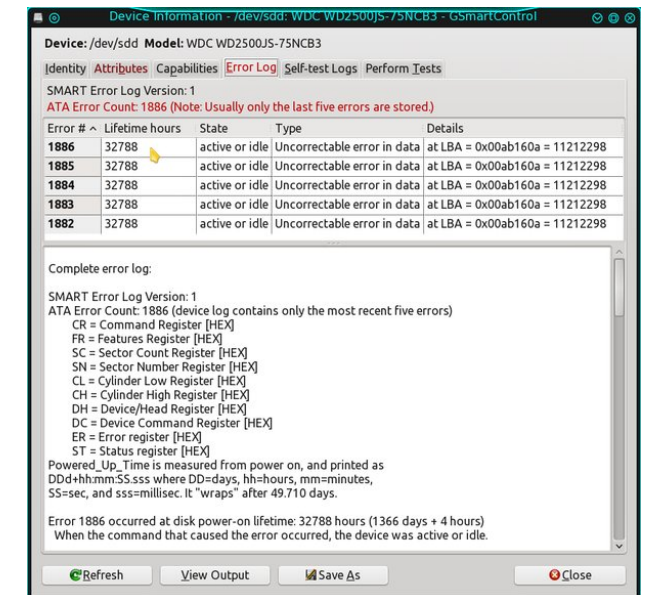 Device Information - /dev/sdd: WDC WD2500JS-75NCB3 - GSmartControl
Device: /dev/sdd Model: WDC WD2500JS-75NCB3
Identity Attributes Capabilities Error Log Self-test Logs Perform Tests
SMART Error Log Version: 1
ATA Error Count: 1886 (Note: Usually only the last five errors are stored.)
Error # Lifetime hours State Type Details
1886 32788 active or idle Uncorrectable error in data at LBA = 0x00ab160a = 11212298
1885 32788 active or idle Uncorrectable error in data at LBA = 0x00ab160a = 11212298
1884 32788 active or idle Uncorrectable error in data at LBA = 0x00ab160a = 11212298
1883 32788 active or idle Uncorrectable error in data at LBA = 0x00ab160a = 11212298
1882 32788 active or idle Uncorrectable error in data at LBA = 0x00ab160a = 11212298
Complete error log:
SMART Error Log Version: 1
ATA Error Count: 1886 (device log contains only the most recent five errors)
CR = Command Register [HEX]
FR = Features Register [HEX]
SC = Sector Count Register [HEX]
SN = Sector Number Register [HEX]
CL = Cylinder Low Register [HEX]
CH = Cylinder High Register [HEX]
DH = Device/Head Register [HEX]
DC = Device Command Register [HEX]
ER = Error register [HEX]
ST = Status register [HEX]
Powered_Up_Time is measured from power on, and printed as
DDd+hh:mm:SS.sss where DD=days, hh=hours, mm=minutes,
SS=sec, and sss=millisec. It "wraps" after 49.710 days.
Error 1886 occurred at disk power-on lifetime: 32788 hours (1366 days + 4 hours)
When the command that caused the error occurred, the device was active or idle.
Refresh View Output Save As Close